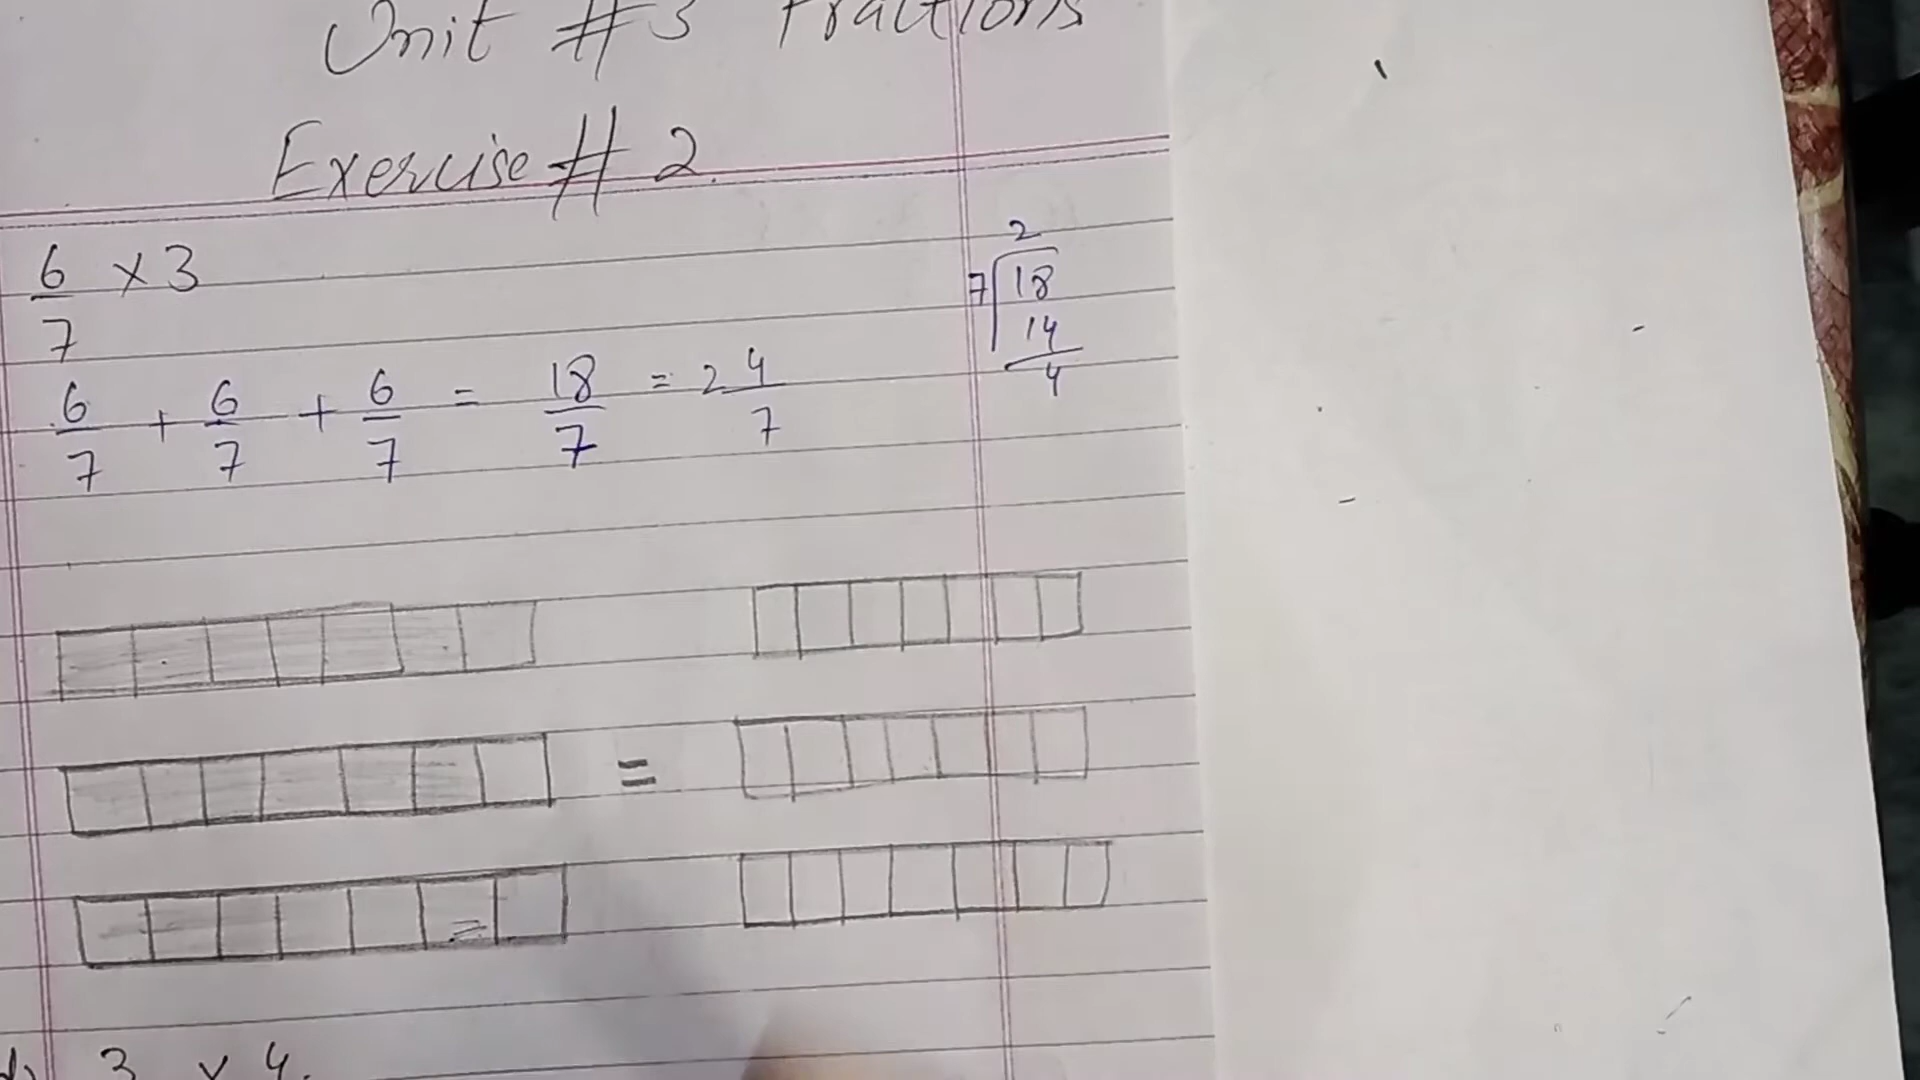 Unit # 3 Fractions
Exercise # 2.
6/7 × 3
6/7 + 6/7 + 6/7 = 18/7 = 2 4/7
2
7 18
14
4
=
3 × 4.